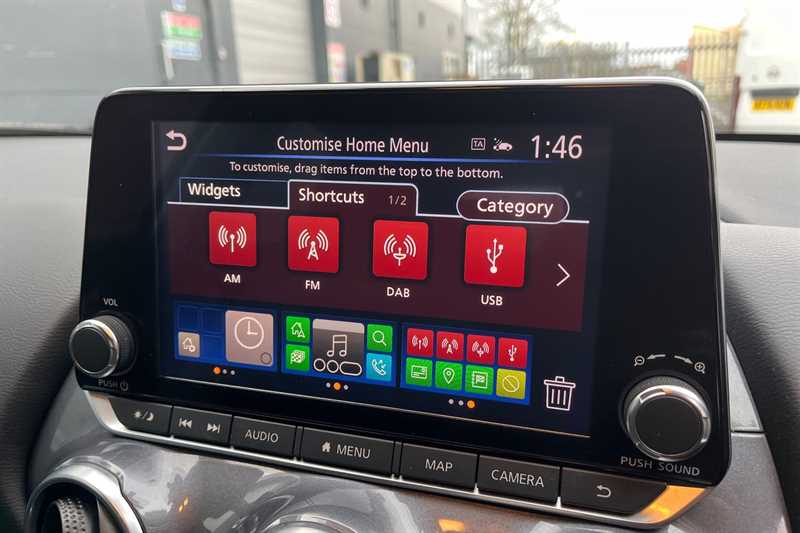 Customise Home Menu
TA
1:46
To customise, drag items from the top to the bottom.
Widgets
Shortcuts 1/2
Category
AM
FM
DAB
USB
VOL
PUSH
AUDIO
MENU
MAP
CAMERA
PUSH SOUND